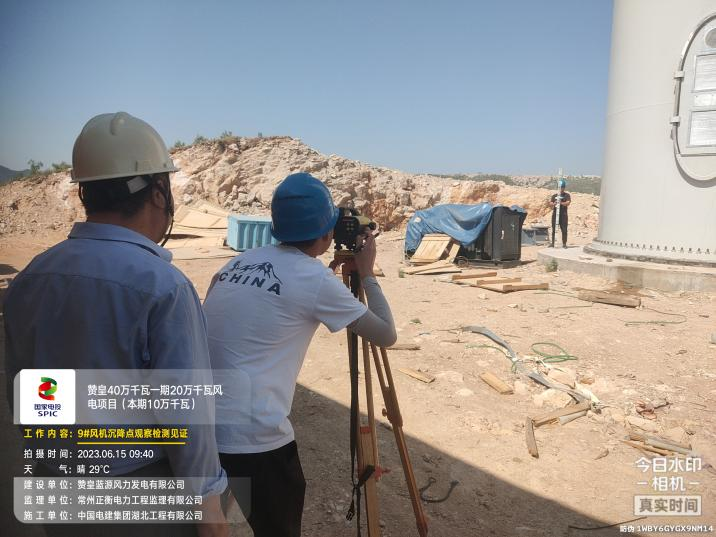 CHINA
国家电投
SPIC
赞皇40万千瓦一期20万千瓦风
电项目（本期10万千瓦）
工作内容：9#风机沉降点观察检测见证
拍摄时间：2023.06.15 09:40
天　　气：晴 29°C
建设单位：赞皇蓝源风力发电有限公司
监理单位：常州正衡电力工程监理有限公司
施工单位：中国电建集团湖北工程有限公司
今日水印
相机
真实时间
防伪 1WBY6GYGX9NM14